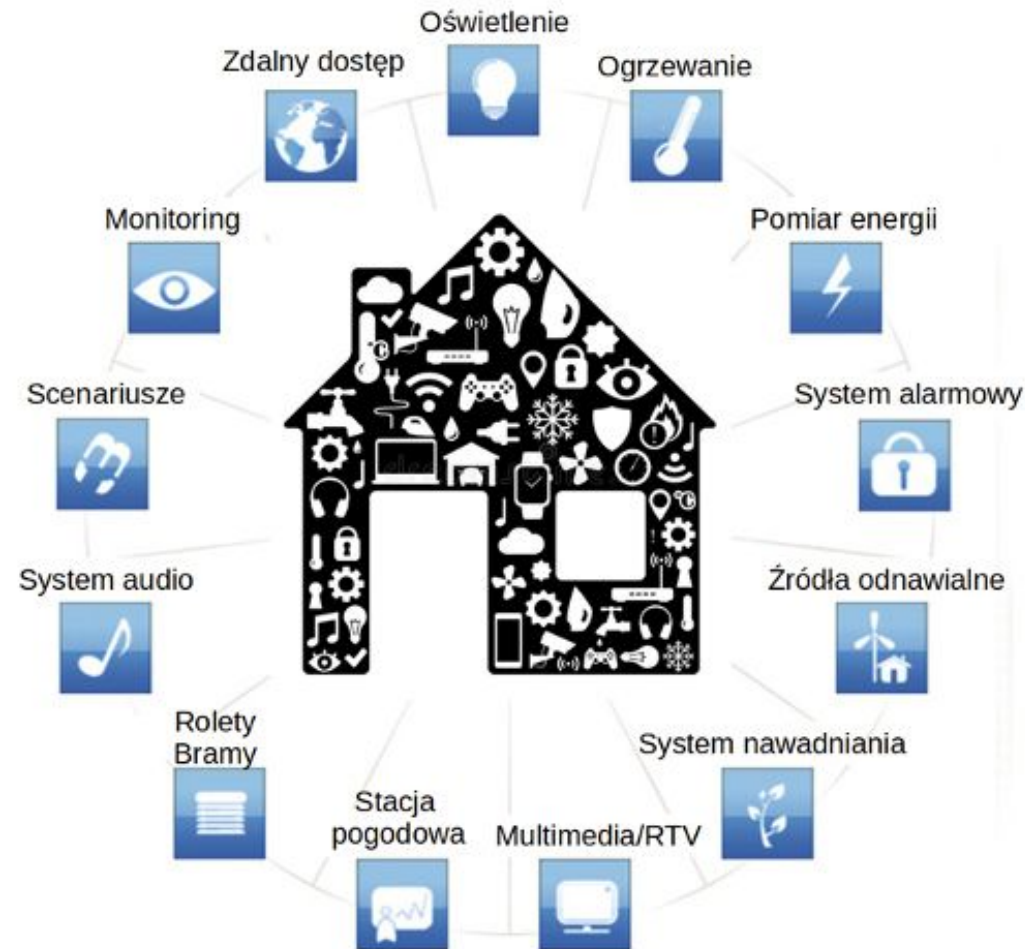 Oświetlenie
Zdalny dostęp
Ogrzewanie
Monitoring
Pomiar energii
Scenariusze
System alarmowy
System audio
Źródła odnawialne
Rolety
Bramy
System nawadniania
Stacja
pogodowa
Multimedia/RTV